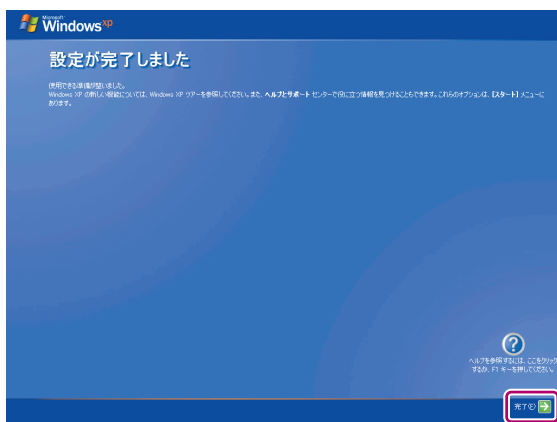 Microsoft
Windows xp
設定が完了しました
使用できる準備が整いました。
Windows XP の新しい機能については、Windows XP ツアーを参照してください。また、ヘルプとサポート センターで役に立つ情報を見つけることもできます。これらのオプションは、[スタート] メニューに
あります。
ヘルプを参照するには、ここをクリック
するか、F1 キーを押してください。
完了(F)